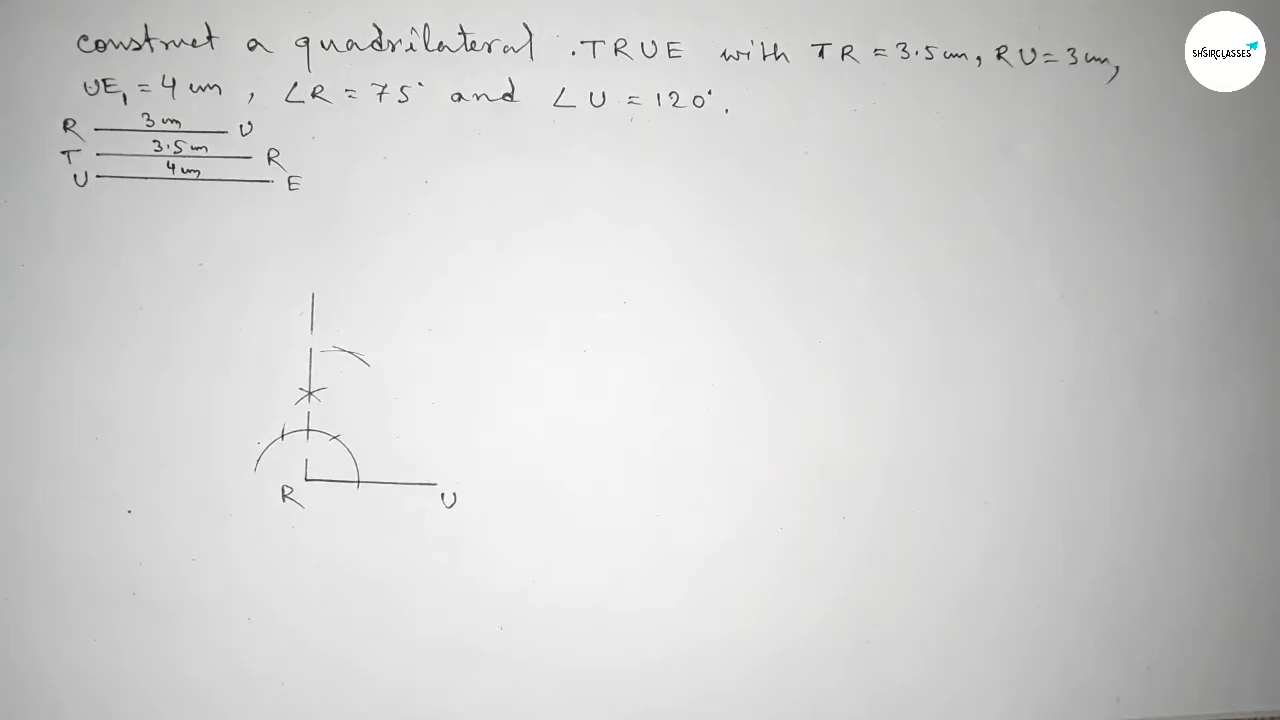 construct a quadrilateral .TRUE with TR = 3.5 cm, RU = 3 cm,
UE, = 4 cm , ∠R = 75° and ∠U = 120°.
R 3 cm U
T 3.5 cm R
U 4 cm E
R U
SHSIRCLASSES